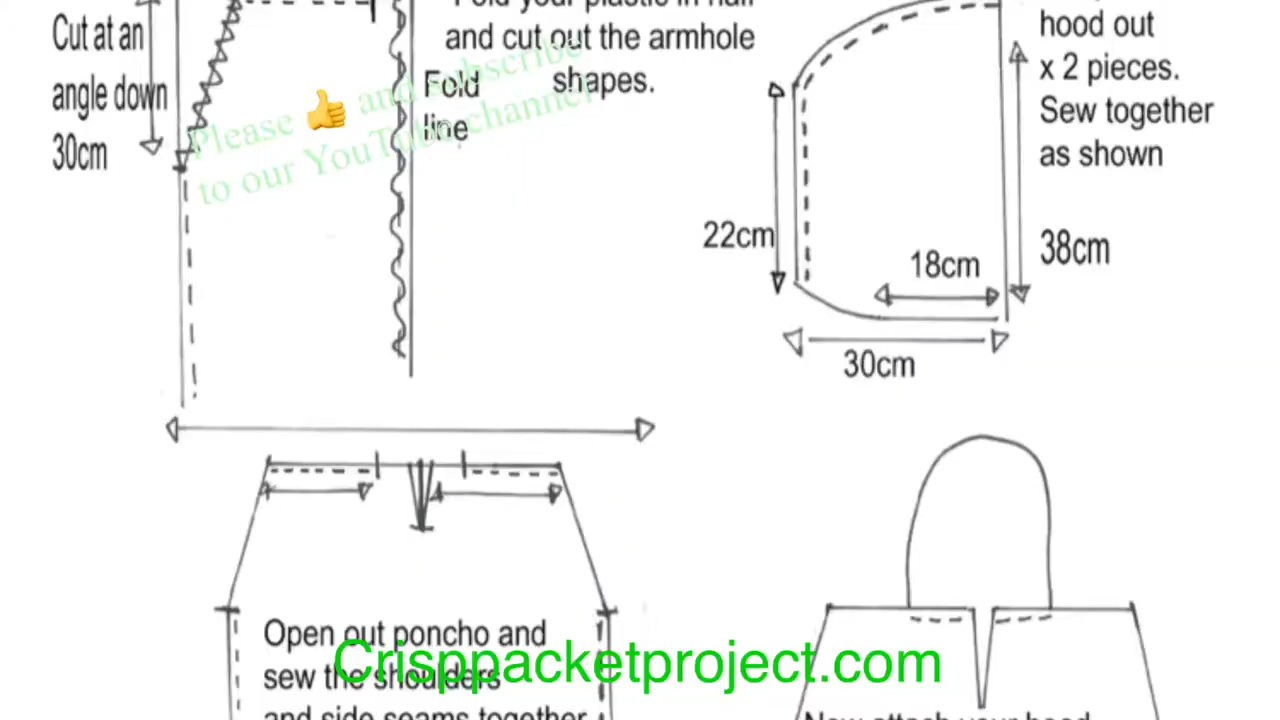 Cut at an
angle down
30cm
Fold your plastic in half
and cut out the armhole
shapes.
Fold
line
Please 👍 and subscribe
to our YouTube channel
hood out
x 2 pieces.
Sew together
as shown
22cm
18cm
38cm
30cm
Open out poncho and
sew the shoulders
and side seams together
Now attach your hood
Crisppacketproject.com